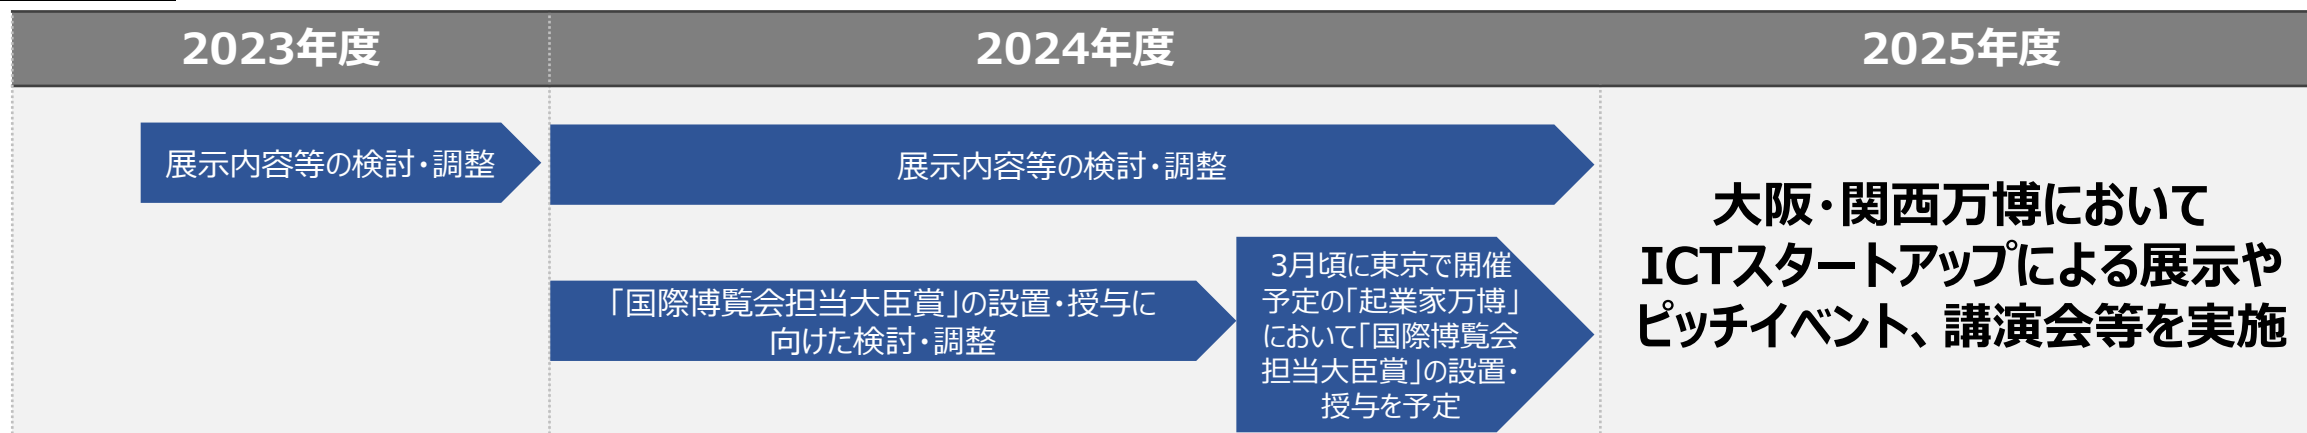 2023年度
2024年度
2025年度
展示内容等の検討・調整
展示内容等の検討・調整
「国際博覧会担当大臣賞」の設置・授与に
向けた検討・調整
3月頃に東京で開催
予定の「起業家万博」
において「国際博覧会
担当大臣賞」の設置・
授与を予定
大阪・関西万博において
ICTスタートアップによる展示や
ピッチイベント、講演会等を実施